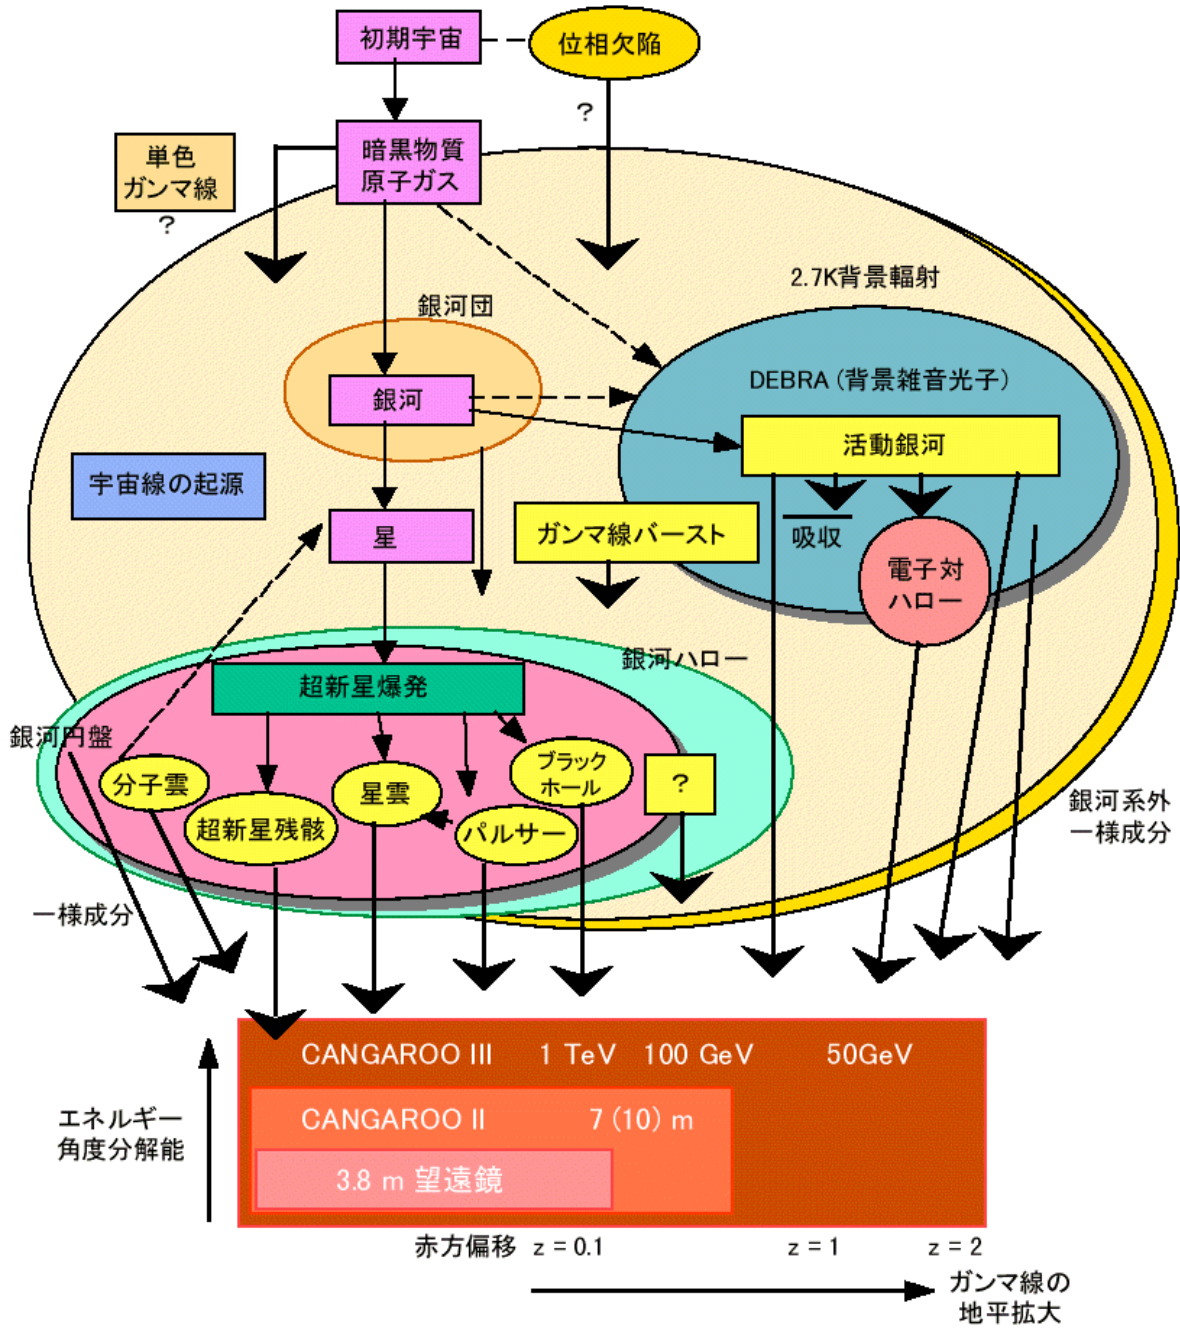 初期宇宙
位相欠陥
?
暗黒物質
原子ガス
単色
ガンマ線
?
2.7K背景輻射
銀河団
DEBRA (背景雑音光子)
銀河
活動銀河
宇宙線の起源
星
ガンマ線バースト
吸収
電子対
ハロー
銀河ハロー
超新星爆発
銀河円盤
分子雲
星雲
ブラック
ホール
?
超新星残骸
パルサー
銀河系外
一様成分
一様成分
CANGAROO III 1 TeV 100 GeV 50GeV
エネルギー
角度分解能
CANGAROO II 7 (10) m
3.8 m 望遠鏡
赤方偏移 z = 0.1 z = 1 z = 2
ガンマ線の
地平拡大